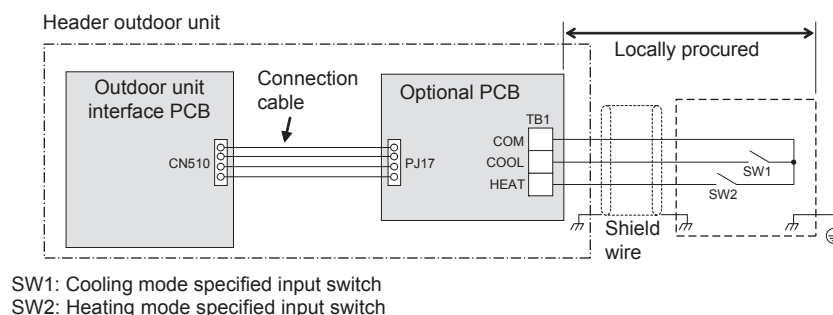 Header outdoor unit
Locally procured
Outdoor unit
interface PCB
Connection
cable
Optional PCB
TB1
COM
CN510
PJ17
COOL
HEAT
SW1
SW2
Shield
wire
SW1: Cooling mode specified input switch
SW2: Heating mode specified input switch